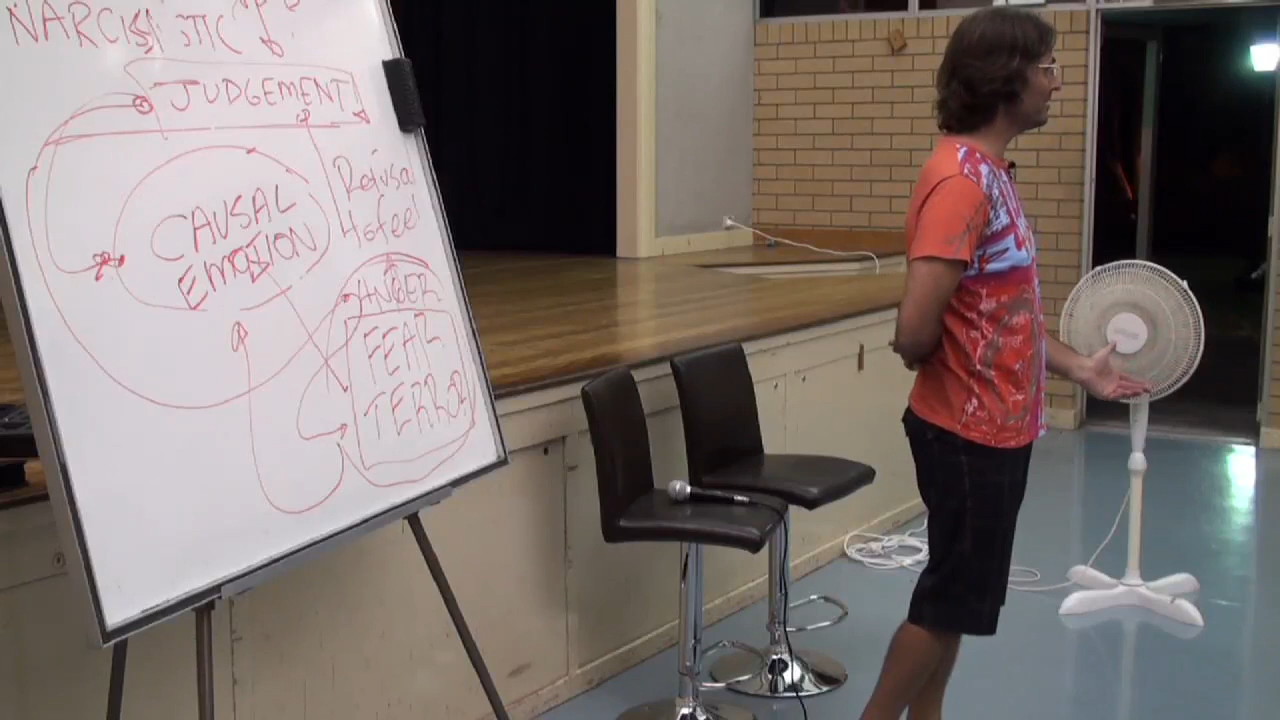 NARCISSISTIC
JUDGEMENT
Refusal
to feel
CAUSAL
EMOTION
ANGER
FEAR
TERROR